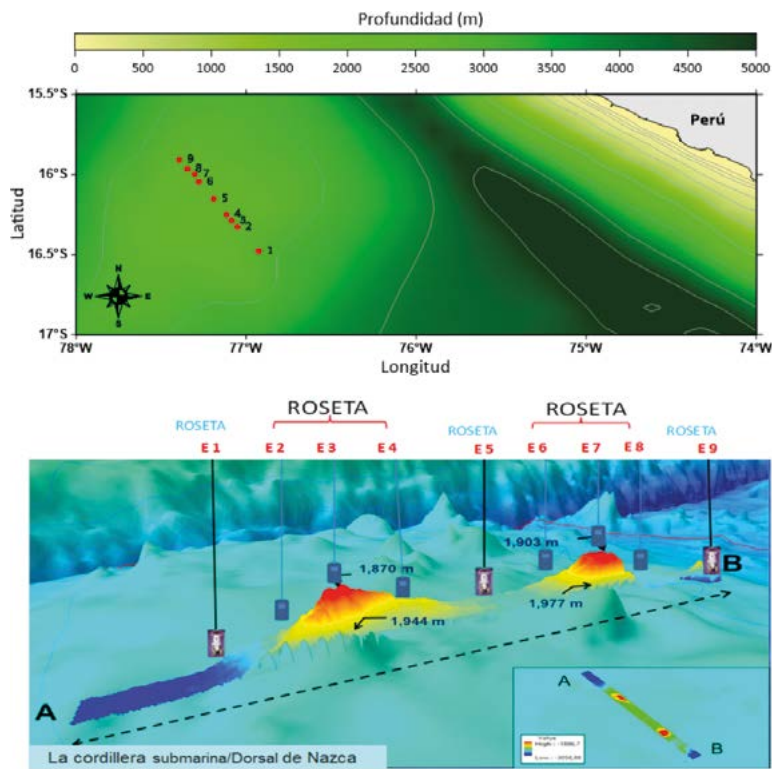 Profundidad (m)
0 500 1000 1500 2000 2500 3000 3500 4000 4500 5000
15.5°S
Perú
16°S
9
8
7
6
5
4
3
2
1
16.5°S
Latitud
N
W E
S
17°S
78°W 77°W 76°W 75°W 74°W
Longitud
ROSETA ROSETA ROSETA ROSETA ROSETA
E1 E2 E3 E4 E5 E6 E7 E8 E9
1,903 m
1,870 m
B
1,977 m
1,944 m
A
A
B
La cordillera submarina/Dorsal de Nazca